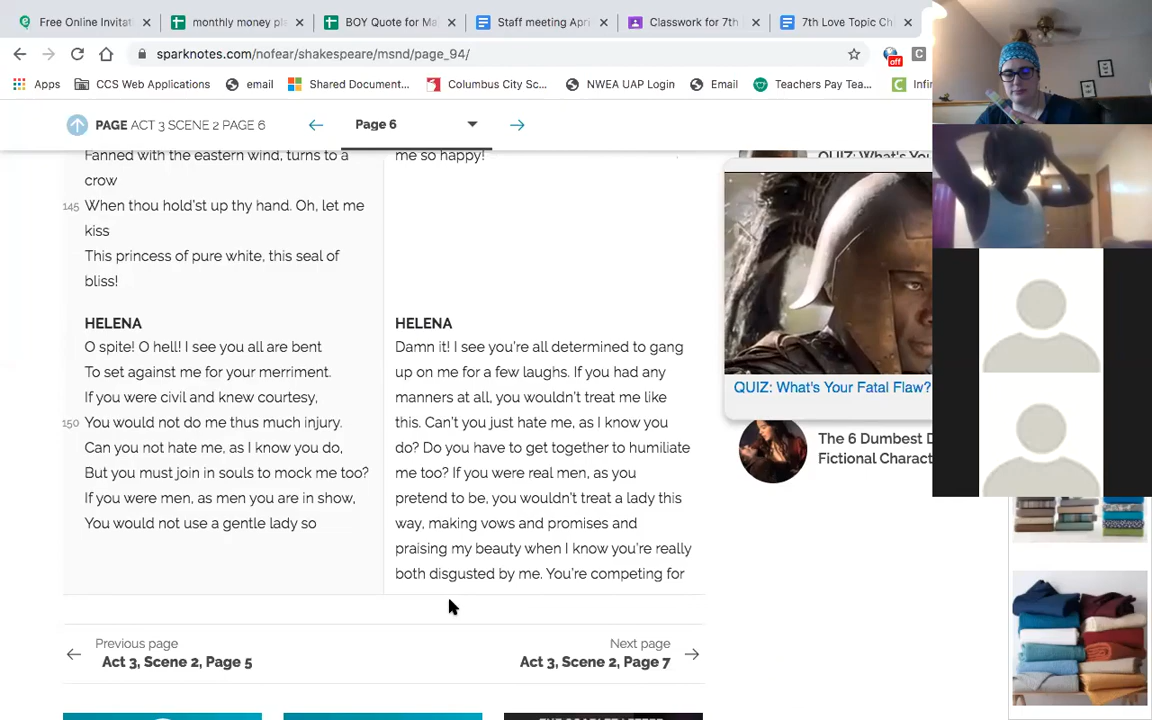 Free Online Invitat
monthly money pl
BOY Quote for Ma
Staff meeting Apri
Classwork for 7th
7th Love Topic Ch
sparknotes.com/nofear/shakespeare/msnd/page_94/
off
Apps
CCS Web Applications
email
Shared Document...
Columbus City Sc...
NWEA UAP Login
Email
Teachers Pay Tea...
Infin
PAGE ACT 3 SCENE 2 PAGE 6
Page 6
Fanned with the eastern wind, turns to a
crow
145 When thou hold'st up thy hand. Oh, let me
kiss
This princess of pure white, this seal of
bliss!
me so happy!
HELENA
O spite! O hell! I see you all are bent
To set against me for your merriment.
If you were civil and knew courtesy,
150 You would not do me thus much injury.
Can you not hate me, as I know you do,
But you must join in souls to mock me too?
If you were men, as men you are in show,
You would not use a gentle lady so
HELENA
Damn it! I see you're all determined to gang
up on me for a few laughs. If you had any
manners at all, you wouldn't treat me like
this. Can't you just hate me, as I know you
do? Do you have to get together to humiliate
me too? If you were real men, as you
pretend to be, you wouldn't treat a lady this
way, making vows and promises and
praising my beauty when I know you're really
both disgusted by me. You're competing for
QUIZ: What's You
QUIZ: What's Your Fatal Flaw?
The 6 Dumbest D
Fictional Charact
Previous page
Act 3, Scene 2, Page 5
Next page
Act 3, Scene 2, Page 7